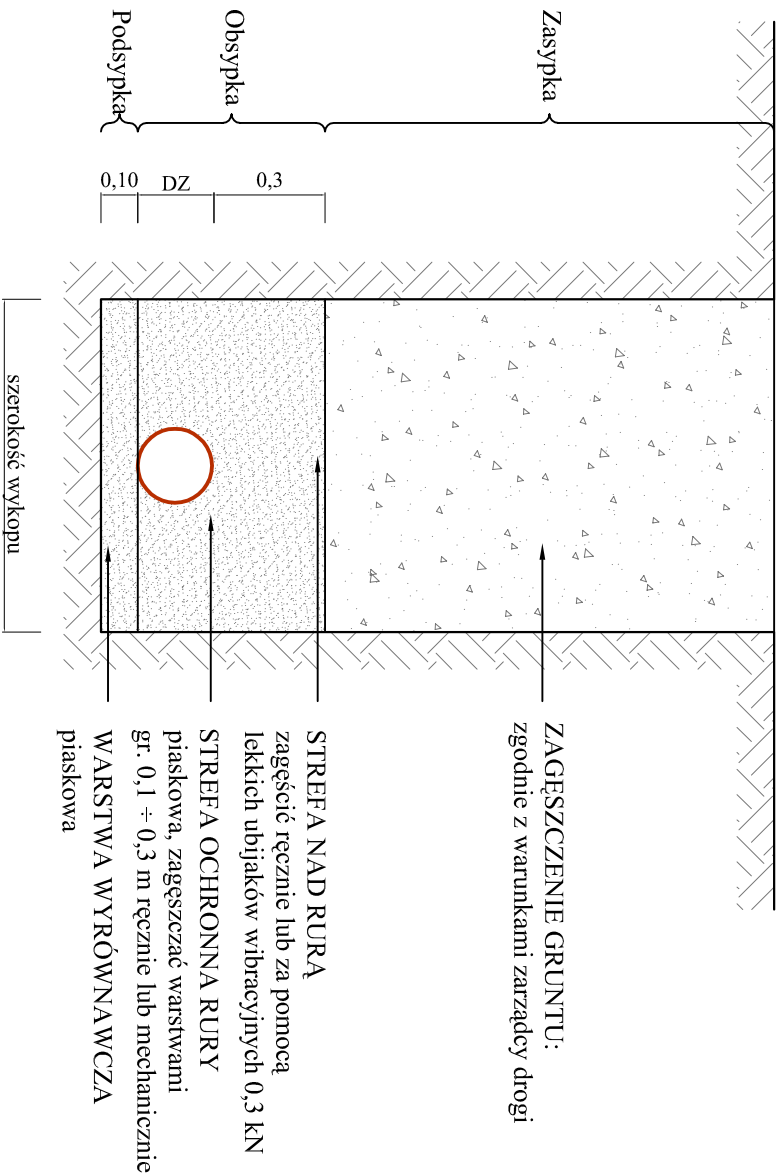 Zasypka
Obsypka
Podsypka
0,3
DZ
0,10
szerokość wykopu
ZAGĘSZCZENIE GRUNTU:
zgodnie z warunkami zarządcy drogi
STREFA NAD RURĄ
zagęścić ręcznie lub za pomocą
lekkich ubijaków wibracyjnych 0,3 kN
STREFA OCHRONNA RURY
piaskowa, zagęszczać warstwami
gr. 0,1 ÷ 0,3 m ręcznie lub mechanicznie
WARSTWA WYRÓWNAWCZA
piaskowa